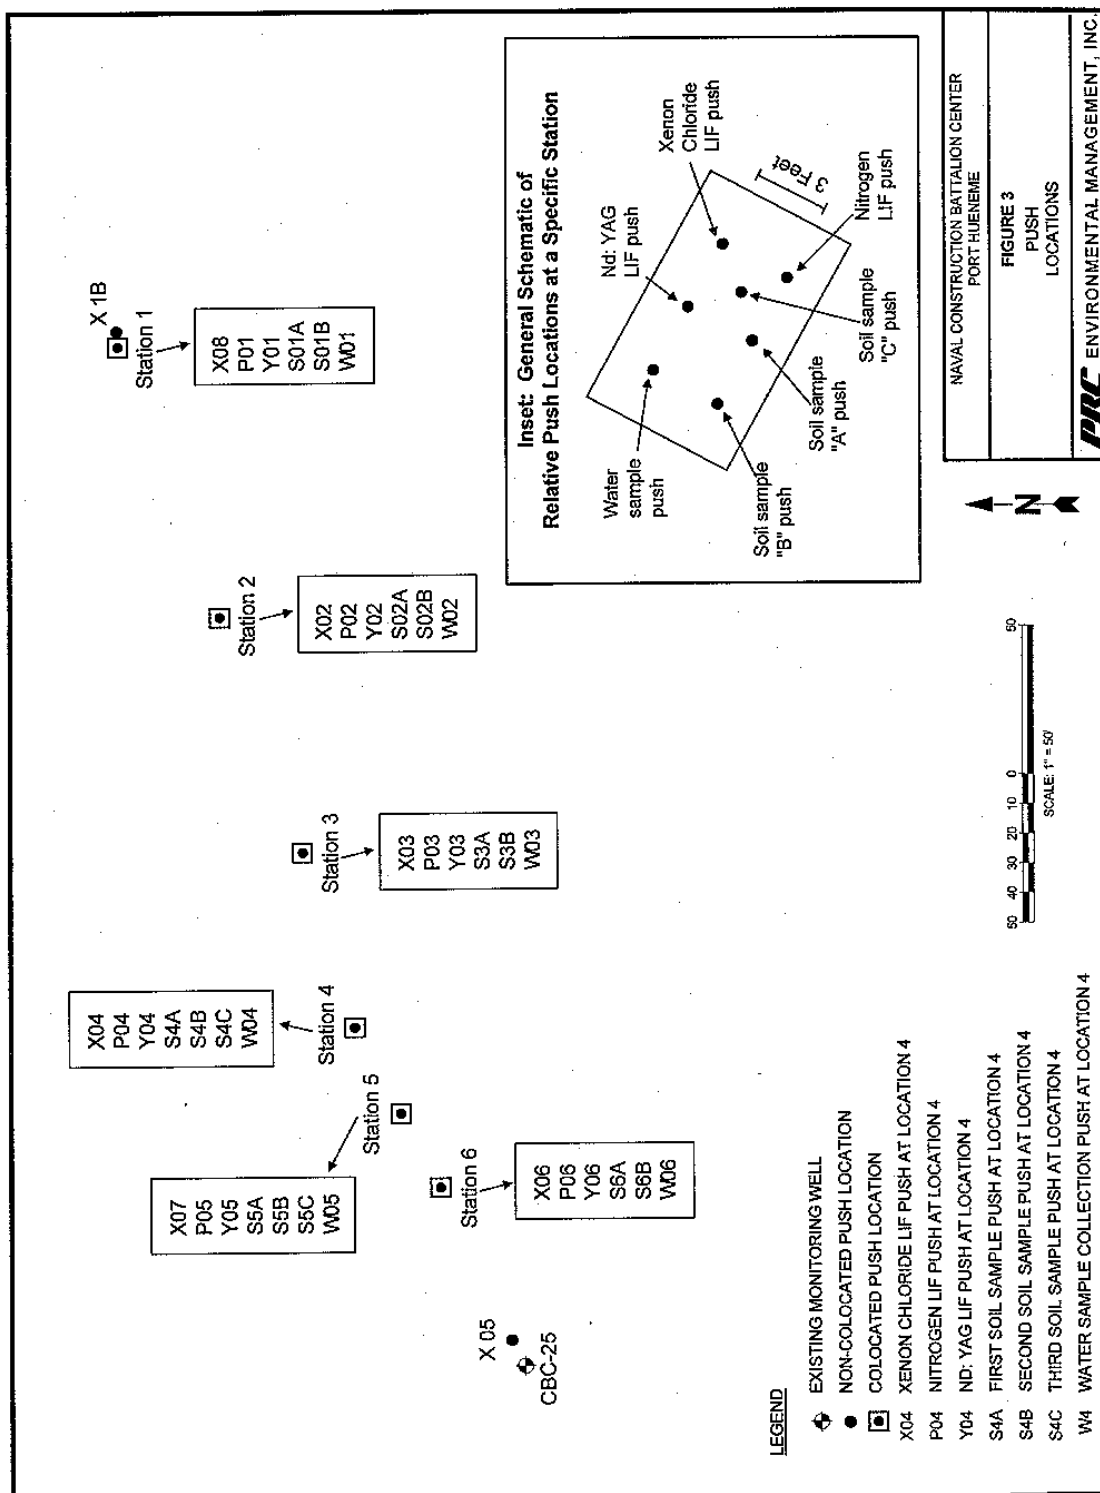 X 1B
Station 1
X08
P01
Y01
S01A
S01B
W01
Station 2
X02
P02
Y02
S02A
S02B
W02
Station 3
X03
P03
Y03
S3A
S3B
W03
X04
P04
Y04
S4A
S4B
S4C
W04
Station 4
X07
P05
Y05
S5A
S5B
S5C
W05
Station 5
Station 6
X06
P06
Y06
S6A
S6B
W06
X 05
CBC-25
Inset: General Schematic of
Relative Push Locations at a Specific Station
Water
sample
push
Nd: YAG
LIF push
Xenon
Chloride
LIF push
3 Feet
Soil sample
"B" push
Soil sample
"A" push
Soil sample
"C" push
Nitrogen
LIF push
LEGEND
EXISTING MONITORING WELL
NON-COLOCATED PUSH LOCATION
COLOCATED PUSH LOCATION
X04 XENON CHLORIDE LIF PUSH AT LOCATION 4
P04 NITROGEN LIF PUSH AT LOCATION 4
Y04 ND: YAG LIF PUSH AT LOCATION 4
S4A FIRST SOIL SAMPLE PUSH AT LOCATION 4
S4B SECOND SOIL SAMPLE PUSH AT LOCATION 4
S4C THIRD SOIL SAMPLE PUSH AT LOCATION 4
W4 WATER SAMPLE COLLECTION PUSH AT LOCATION 4
50 40 30 20 10 0 50
SCALE: 1" = 50'
N
NAVAL CONSTRUCTION BATTALION CENTER
PORT HUENEME
FIGURE 3
PUSH
LOCATIONS
PRC ENVIRONMENTAL MANAGEMENT, INC.